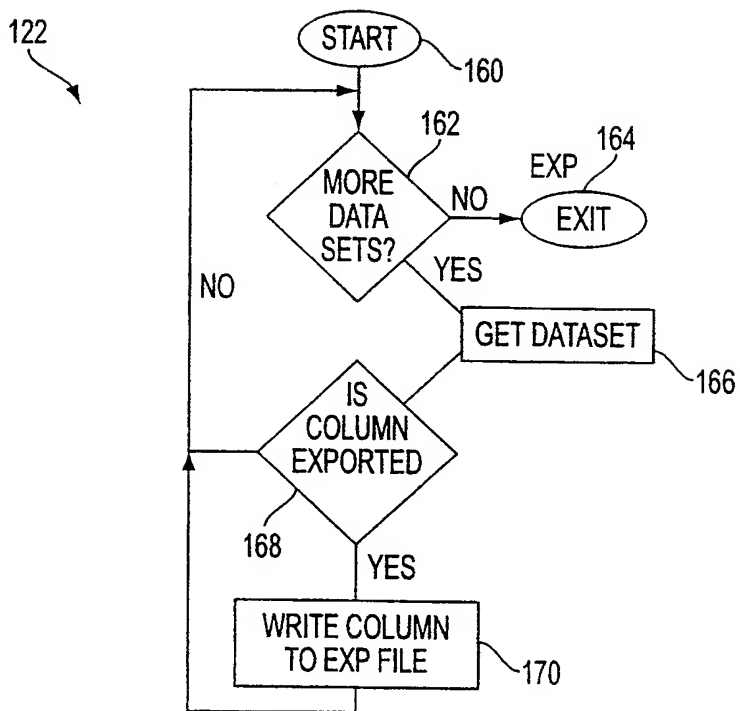 122
START
160
162
MORE
DATA
SETS?
NO
EXP
164
EXIT
YES
NO
GET DATASET
166
IS
COLUMN
EXPORTED
168
YES
WRITE COLUMN
TO EXP FILE
170